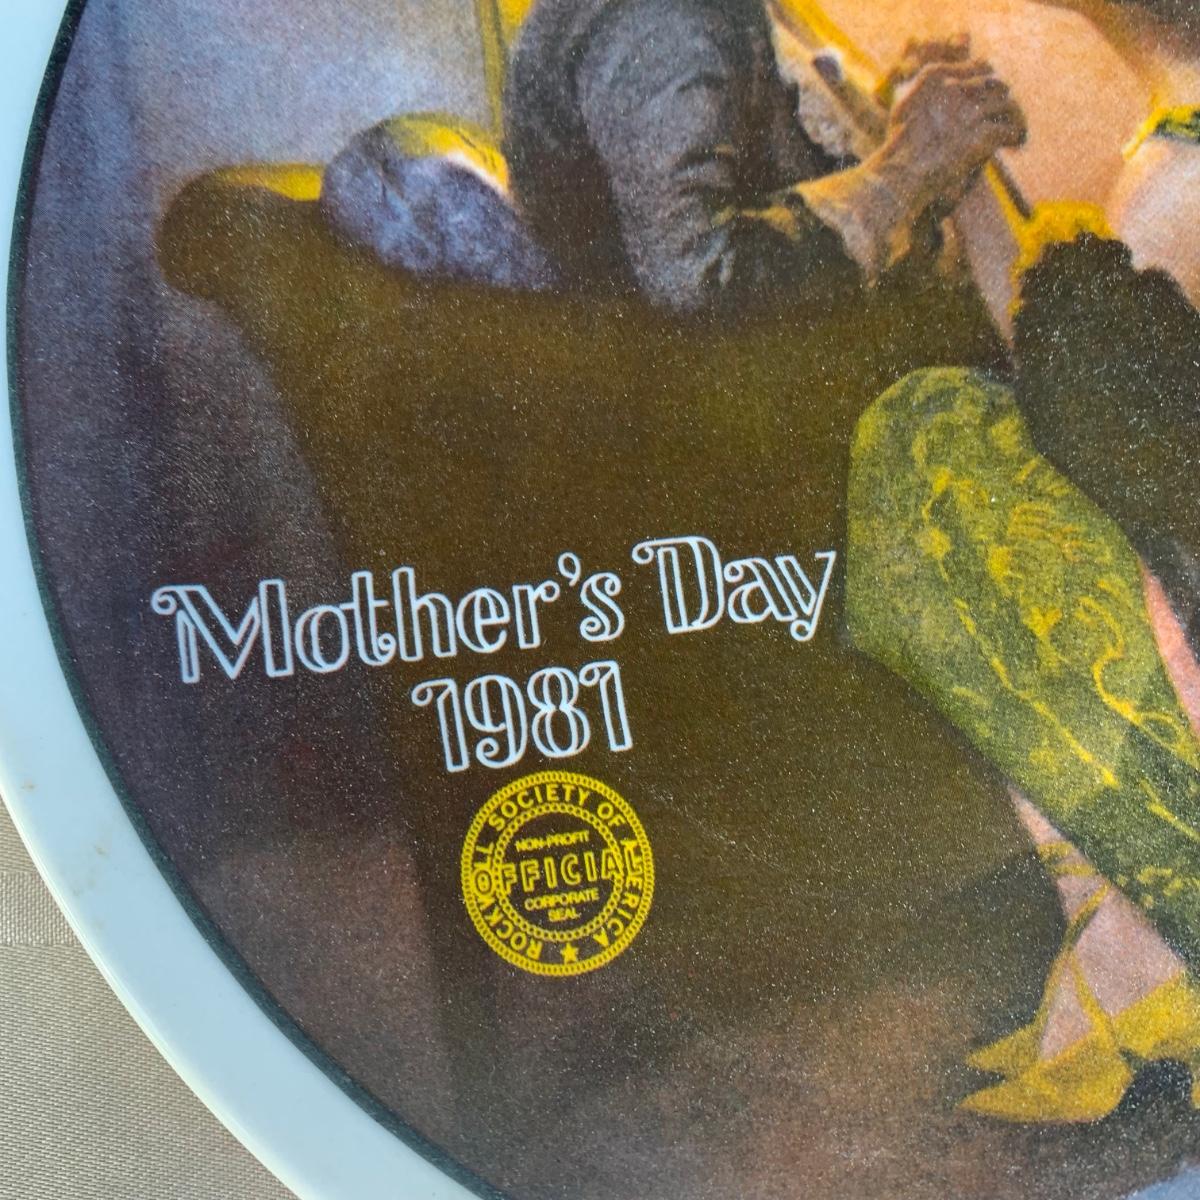 Mother's Day
1981
ROCKWELL SOCIETY OF AMERICA
NON-PROFIT
OFFICIAL
CORPORATE
SEAL